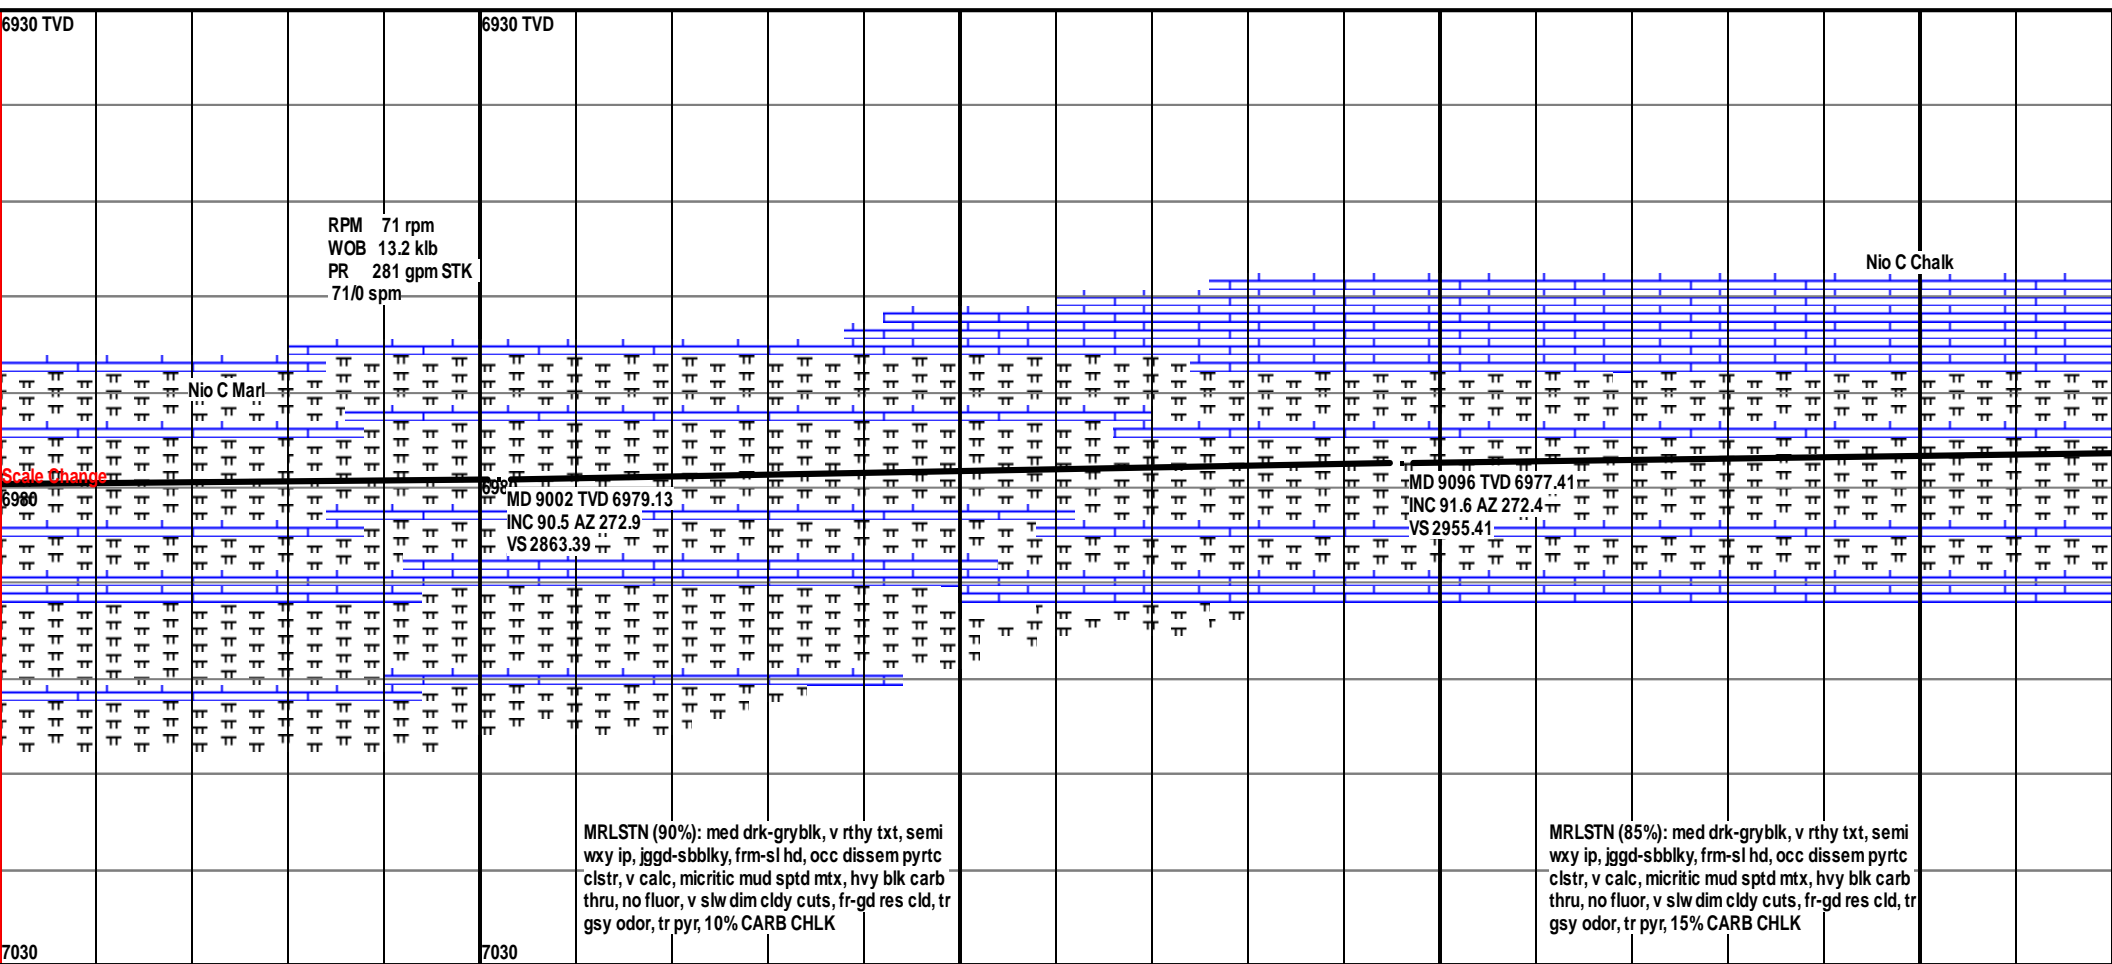 6930 TVD
6930 TVD
RPM 71 rpm
WOB 13.2 klb
PR 281 gpm STK
71/0 spm
Nio C Chalk
Nio C Marl
Scale Change
6980
MD 9002 TVD 6979.13
INC 90.5 AZ 272.9
VS 2863.39
MD 9096 TVD 6977.41
INC 91.6 AZ 272.4
VS 2955.41
MRLSTN (90%): med drk-gryblk, v rthy txt, semi
wxy ip, jggd-sbblky, frm-sl hd, occ dissem pyrtc
clstr, v calc, micritic mud sptd mtx, hvy blk carb
thru, no fluor, v slw dim cldy cuts, fr-gd res cld, tr
gsy odor, tr pyr, 10% CARB CHLK
MRLSTN (85%): med drk-gryblk, v rthy txt, semi
wxy ip, jggd-sbblky, frm-sl hd, occ dissem pyrtc
clstr, v calc, micritic mud sptd mtx, hvy blk carb
thru, no fluor, v slw dim cldy cuts, fr-gd res cld, tr
gsy odor, tr pyr, 15% CARB CHLK
7030
7030